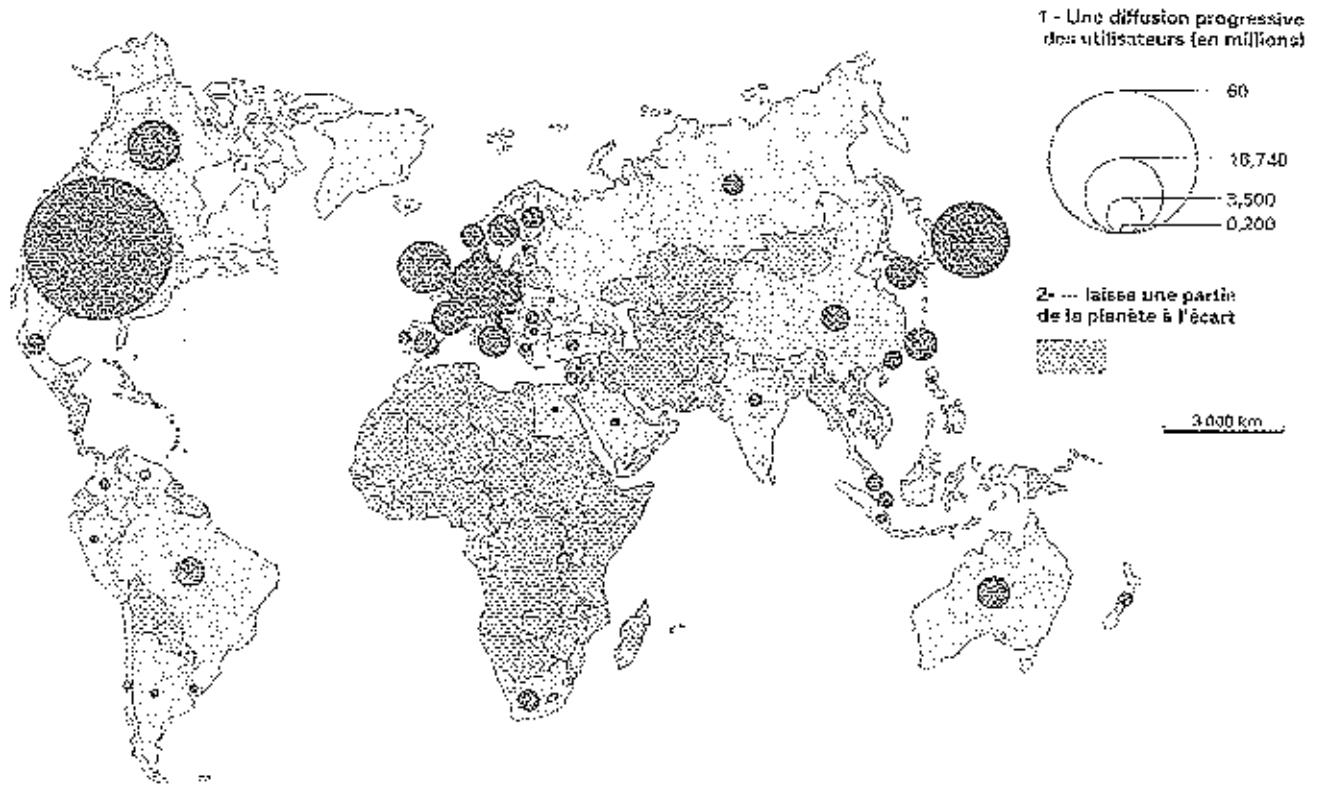 1 - Une diffusion progressive
des utilisateurs (en millions)
60
16,740
3,500
0,200
2- --- laisse une partie
de la planète à l'écart
3 000 km